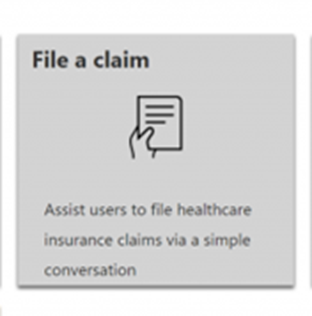 File a claim
Assist users to file healthcare
insurance claims via a simple
conversation